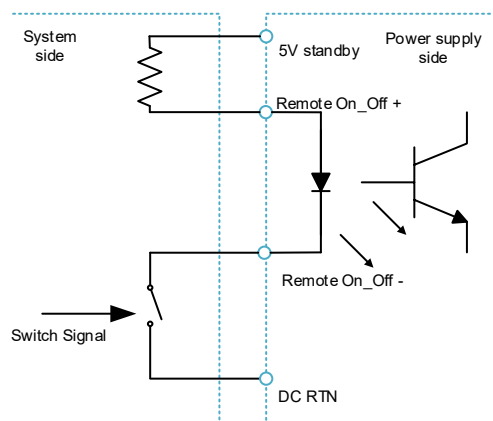 System
side
5V standby
Power supply
side
Remote On_Off +
Remote On_Off -
Switch Signal
DC RTN